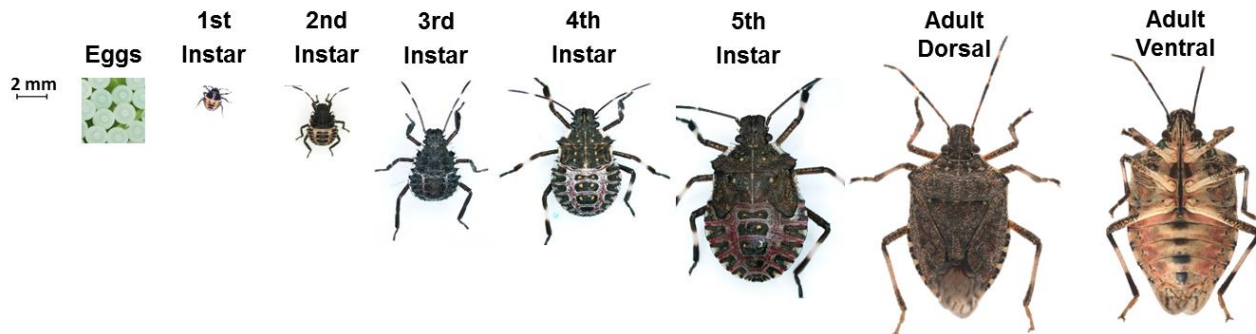 1st
Instar
2nd
Instar
3rd
Instar
4th
Instar
5th
Instar
Adult
Dorsal
Adult
Ventral
Eggs
2 mm